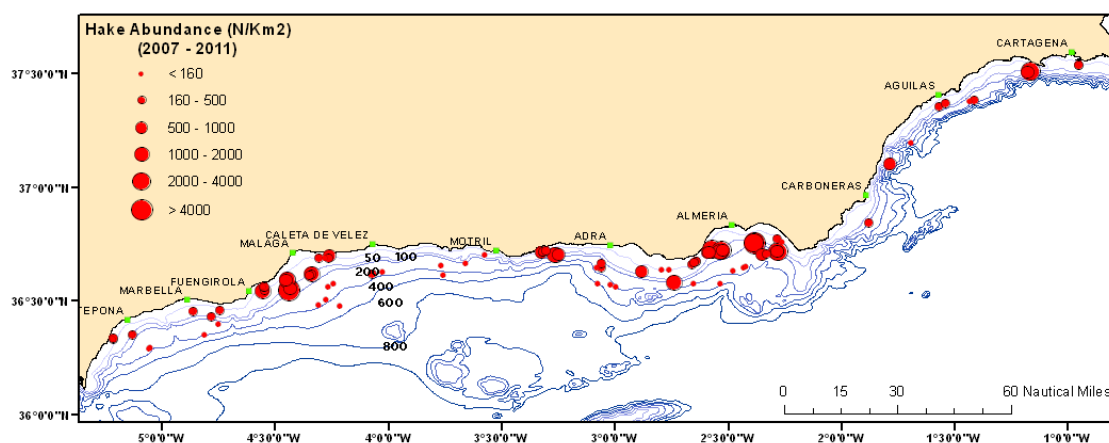 Hake Abundance (N/Km2)
(2007 - 2011)
< 160
160 - 500
500 - 1000
1000 - 2000
2000 - 4000
> 4000
37°30'0"N
37°0'0"N
36°30'0"N
36°0'0"N
CARTAGENA
AGUILAS
CARBONERAS
ALMERIA
ADRA
MOTRIL
CALETA DE VELEZ
MALAGA
FUENGIROLA
MARBELLA
EPONA
50
100
200
400
600
800
0 15 30 60 Nautical Miles
5°0'0"W 4°30'0"W 4°0'0"W 3°30'0"W 3°0'0"W 2°30'0"W 2°0'0"W 1°30'0"W 1°0'0"W